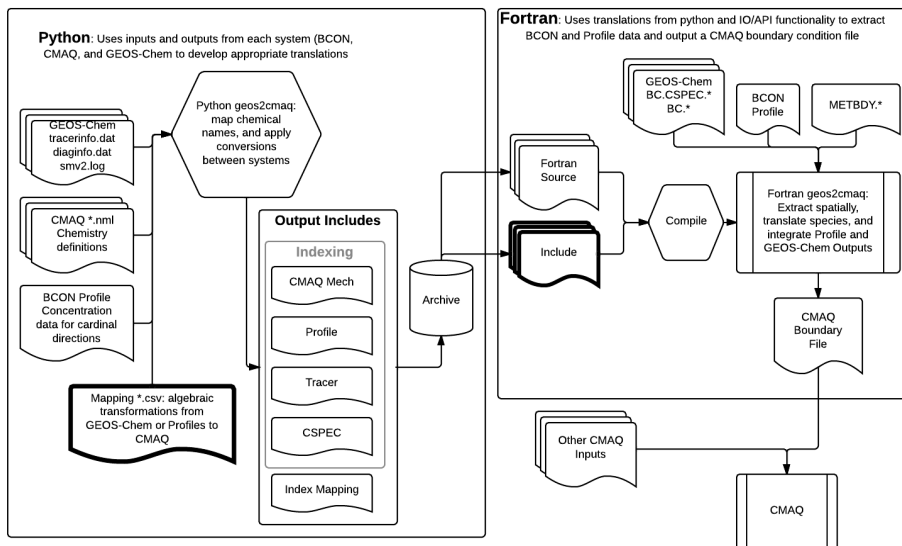 Python: Uses inputs and outputs from each system (BCON,
CMAQ, and GEOS-Chem to develop appropriate translations
GEOS-Chem
tracerinfo.dat
diaginfo.dat
smv2.log
CMAQ *.nml
Chemistry
definitions
BCON Profile
Concentration
data for cardinal
directions
Mapping *.csv: algebraic
transformations from
GEOS-Chem or Profiles to
CMAQ
Python geos2cmaq:
map chemical
names, and apply
conversions
between systems
Output Includes
Indexing
CMAQ Mech
Profile
Tracer
CSPEC
Index Mapping
Archive
Fortran: Uses translations from python and IO/API functionality to extract
BCON and Profile data and output a CMAQ boundary condition file
GEOS-Chem
BC.CSPEC.*
BC.*
BCON
Profile
METBDY.*
Fortran
Source
Include
Compile
Fortran geos2cmaq:
Extract spatially,
translate species, and
integrate Profile and
GEOS-Chem Outputs
CMAQ
Boundary
File
Other CMAQ
Inputs
CMAQ